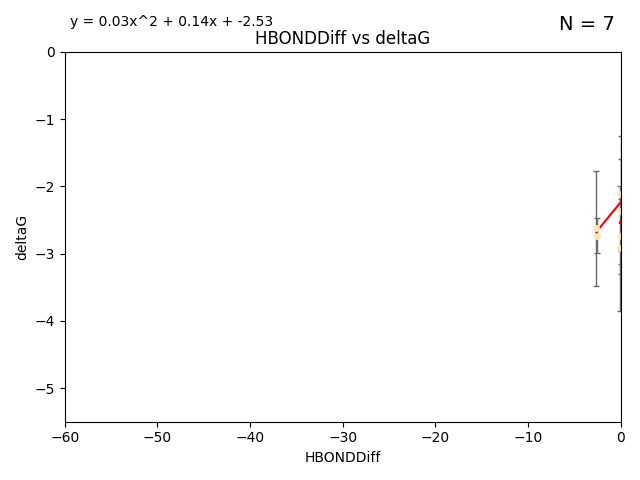 y = 0.03x^2 + 0.14x + -2.53
N = 7
HBONDDiff vs deltaG
0
−1
−2
−3
−4
−5
deltaG
−60
−50
−40
−30
−20
−10
0
HBONDDiff